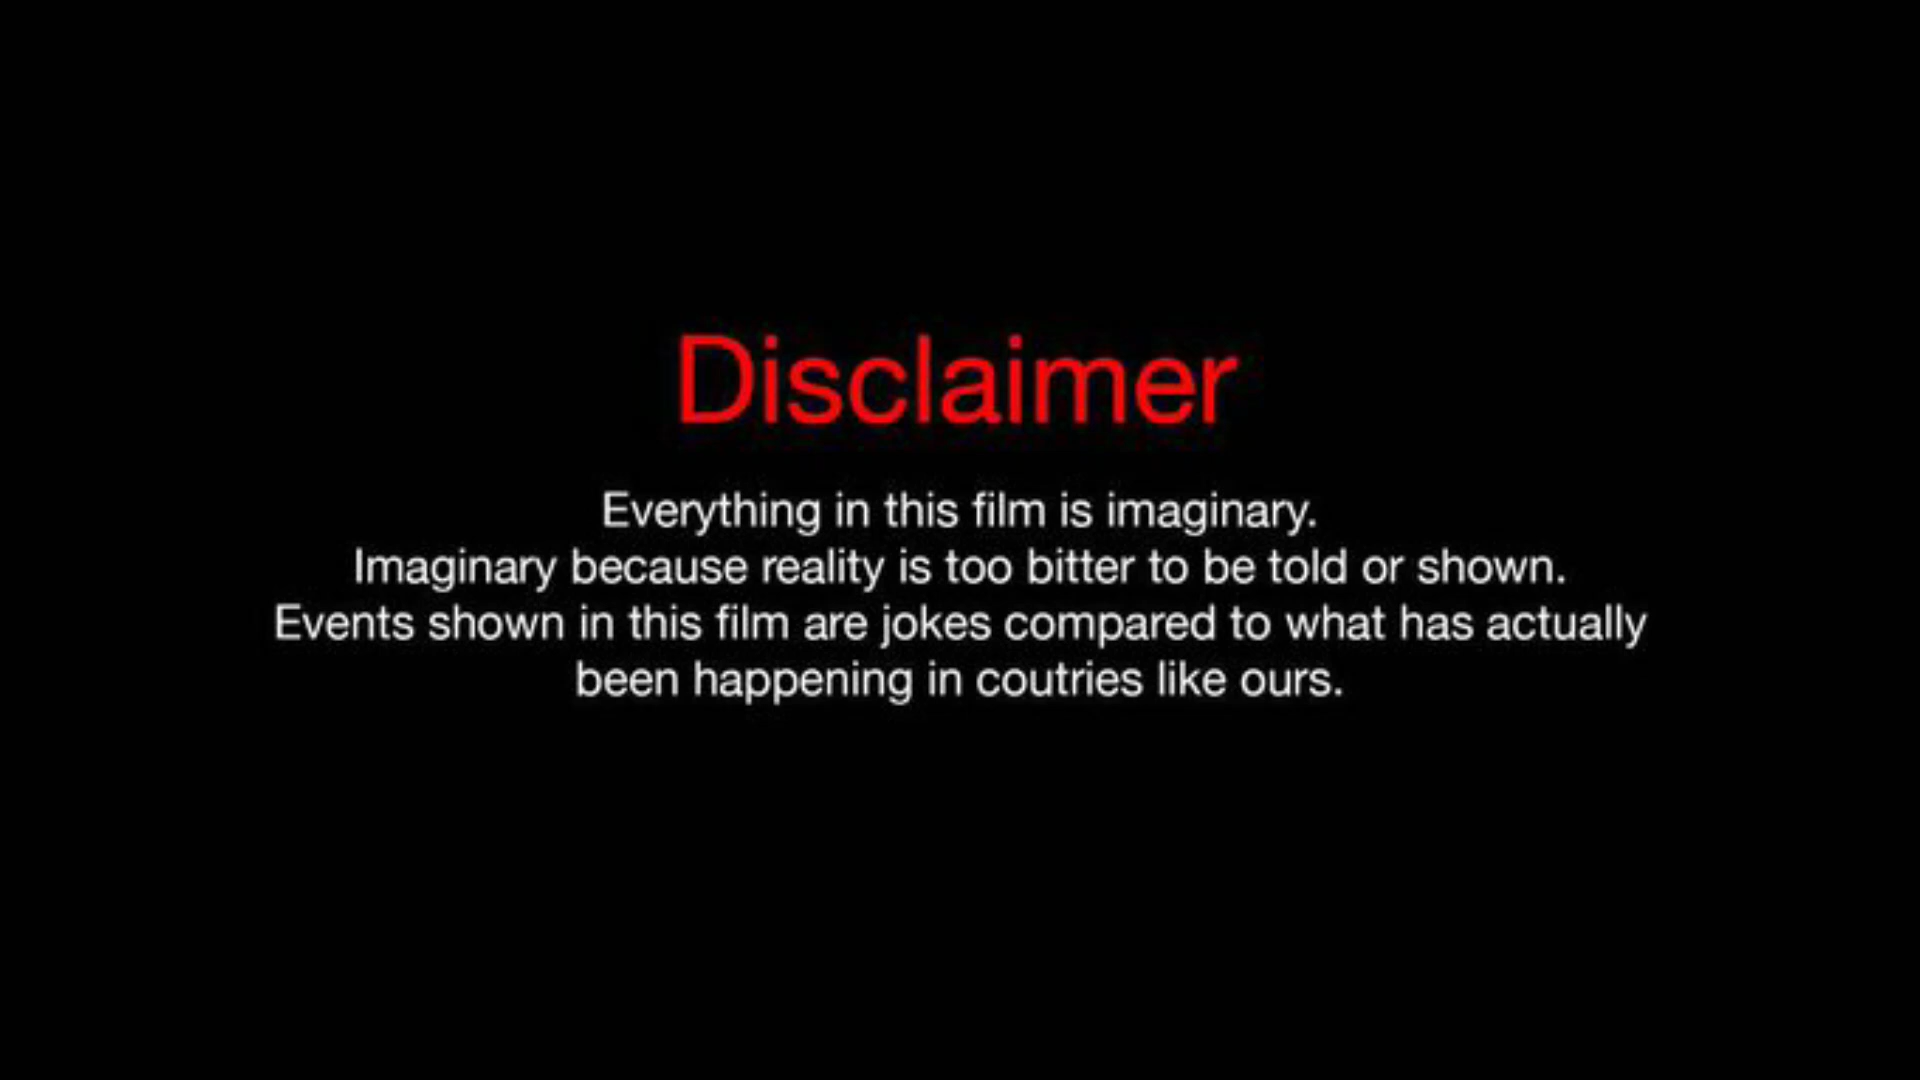 Disclaimer
Everything in this film is imaginary.
Imaginary because reality is too bitter to be told or shown.
Events shown in this film are jokes compared to what has actually
been happening in coutries like ours.